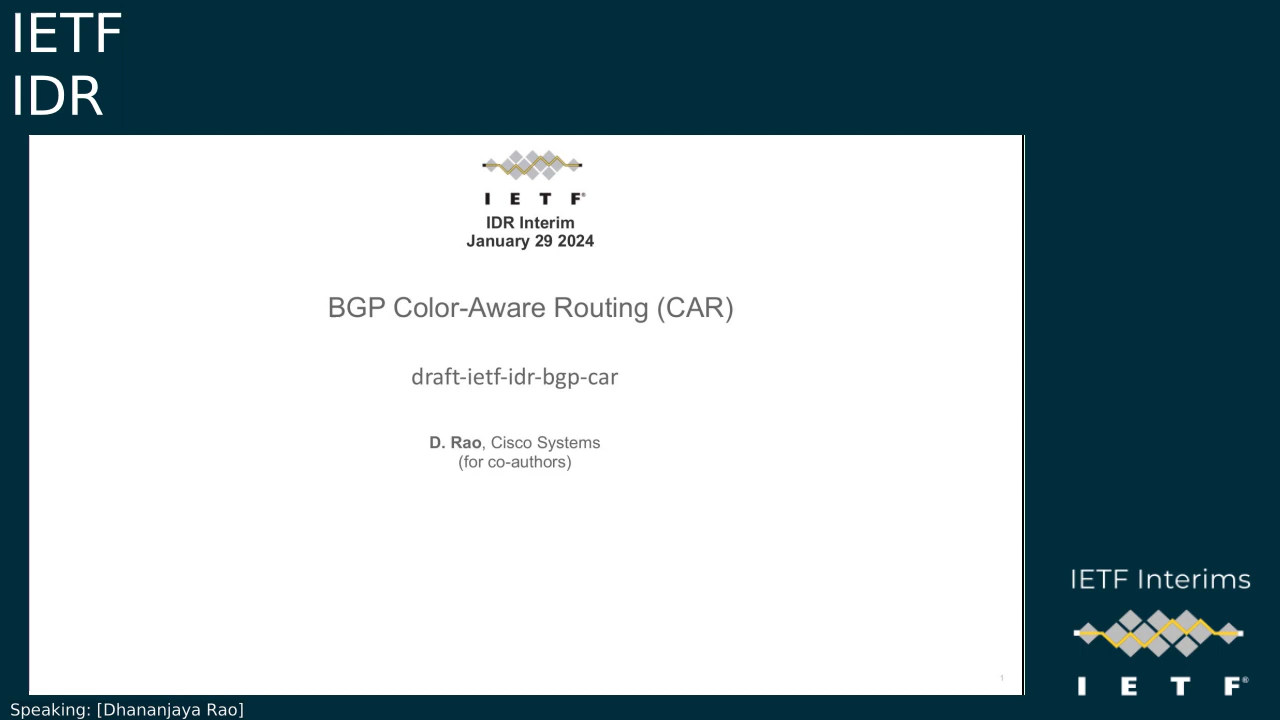 IETF
IDR
I E T F®
IDR Interim
January 29 2024
BGP Color-Aware Routing (CAR)
draft-ietf-idr-bgp-car
D. Rao, Cisco Systems
(for co-authors)
1
IETF Interims
I E T F®
Speaking: [Dhananjaya Rao]